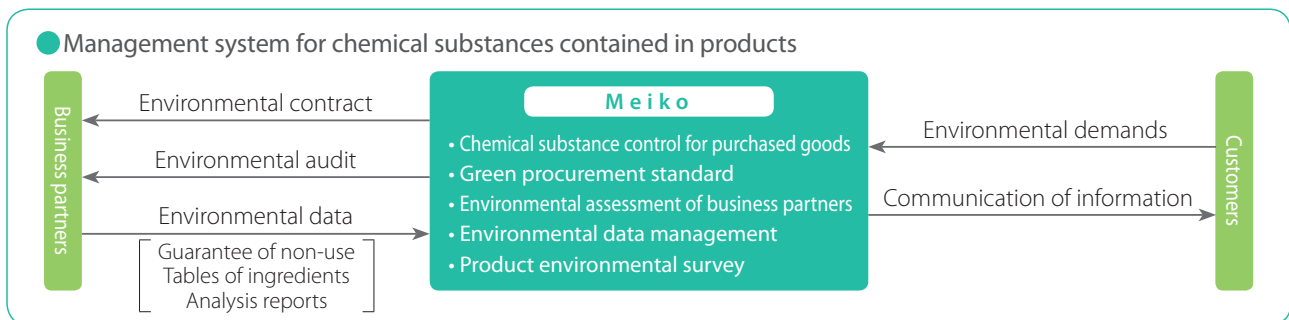 Management system for chemical substances contained in products
Business partners
Environmental contract
Environmental audit
Environmental data
Guarantee of non-use
Tables of ingredients
Analysis reports
Meiko
• Chemical substance control for purchased goods
• Green procurement standard
• Environmental assessment of business partners
• Environmental data management
• Product environmental survey
Environmental demands
Communication of information
Customers